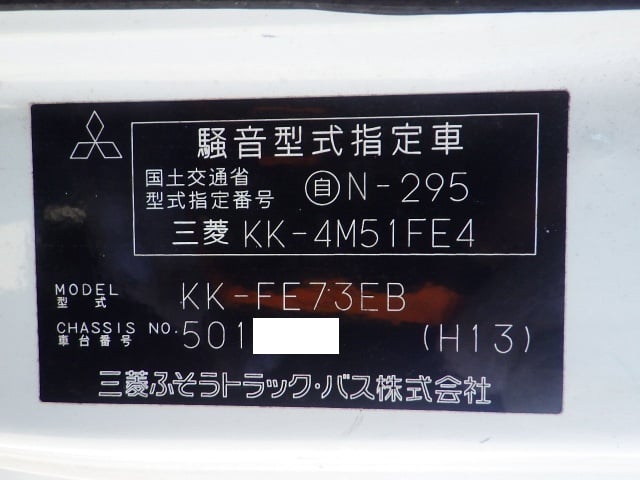 騒音型式指定車
国土交通省
型式指定番号 自 N-295
三菱 KK-4M51FE4
MODEL
型式 KK-FE73EB
CHASSIS NO.
車台番号 501 (H13)
三菱ふそうトラック・バス株式会社